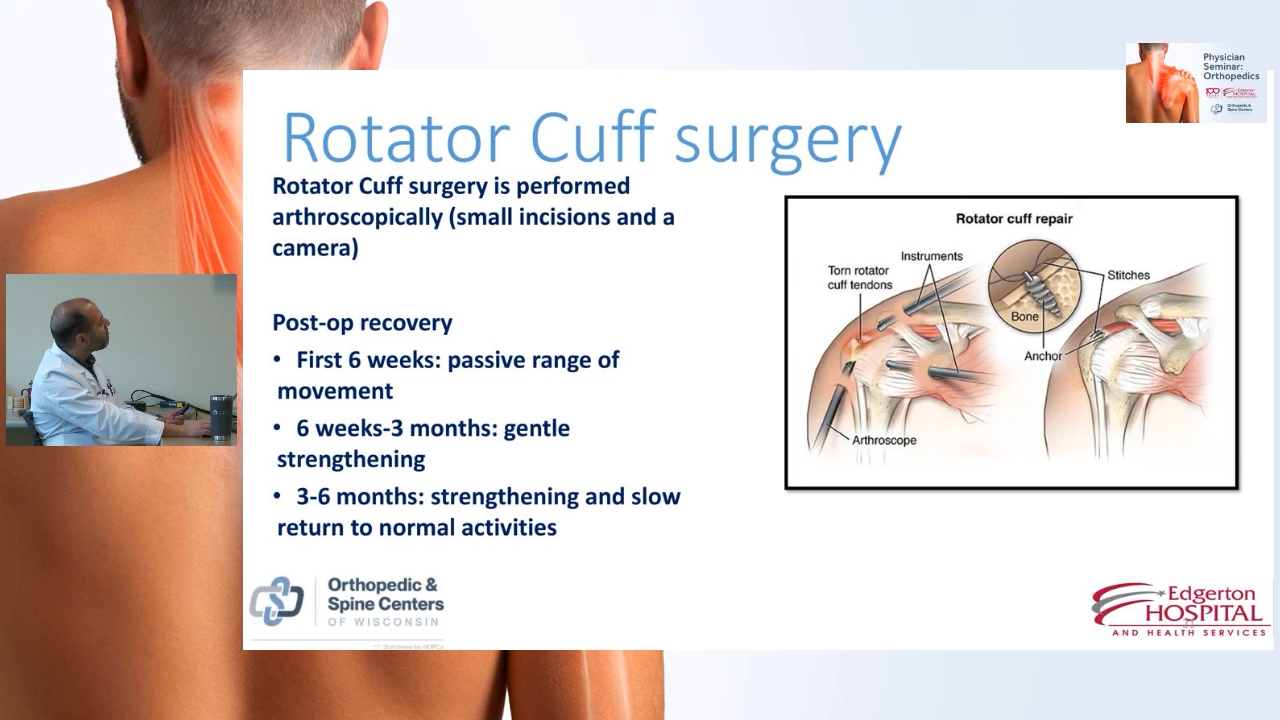 Physician
Seminar:
Orthopedics
Rotator Cuff surgery
Rotator Cuff surgery is performed
arthroscopically (small incisions and a
camera)
Post-op recovery
• First 6 weeks: passive range of
movement
• 6 weeks-3 months: gentle
strengthening
• 3-6 months: strengthening and slow
return to normal activities
Rotator cuff repair
Instruments
Torn rotator
cuff tendons
Stitches
Bone
Anchor
Arthroscope
Orthopedic &
Spine Centers
OF WISCONSIN
Edgerton
HOSPITAL
AND HEALTH SERVICES